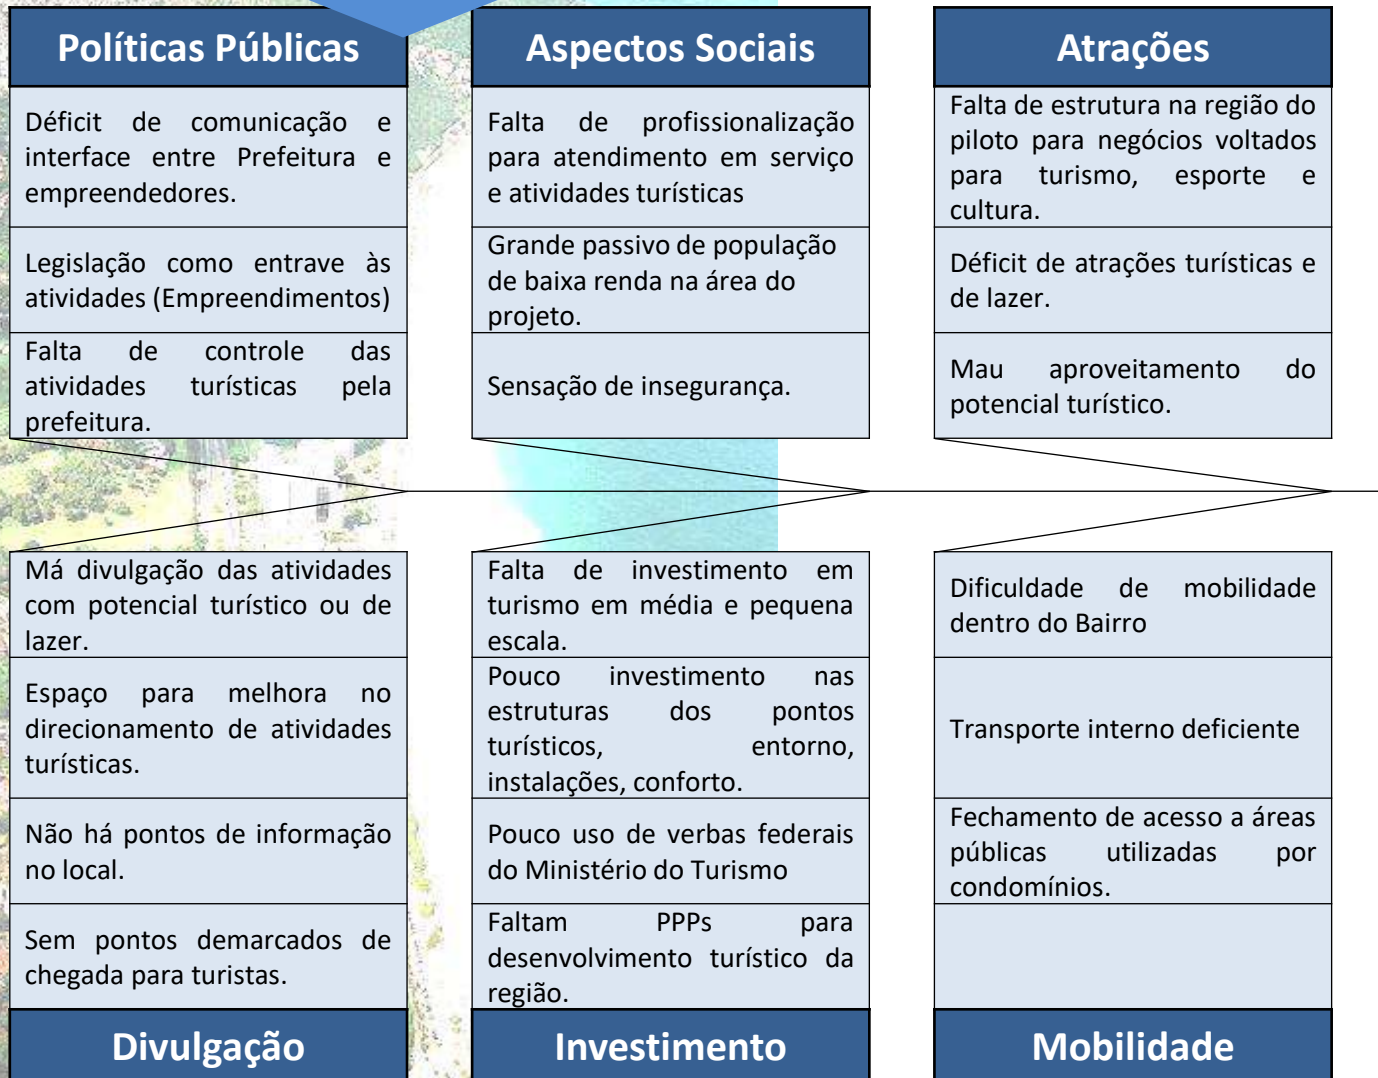 Políticas Públicas
Déficit de comunicação e
interface entre Prefeitura e
empreendedores.
Legislação como entrave às
atividades (Empreendimentos)
Falta de controle das
atividades turísticas pela
prefeitura.
Aspectos Sociais
Falta de profissionalização
para atendimento em serviço
e atividades turísticas
Grande passivo de população
de baixa renda na área do
projeto.
Sensação de insegurança.
Atrações
Falta de estrutura na região do
piloto para negócios voltados
para turismo, esporte e
cultura.
Déficit de atrações turísticas e
de lazer.
Mau aproveitamento do
potencial turístico.
Má divulgação das atividades
com potencial turístico ou de
lazer.
Espaço para melhora no
direcionamento de atividades
turísticas.
Não há pontos de informação
no local.
Sem pontos demarcados de
chegada para turistas.
Divulgação
Falta de investimento em
turismo em média e pequena
escala.
Pouco investimento nas
estruturas dos pontos
turísticos, entorno,
instalações, conforto.
Pouco uso de verbas federais
do Ministério do Turismo
Faltam PPPs para
desenvolvimento turístico da
região.
Investimento
Dificuldade de mobilidade
dentro do Bairro
Transporte interno deficiente
Fechamento de acesso a áreas
públicas utilizadas por
condomínios.
Mobilidade